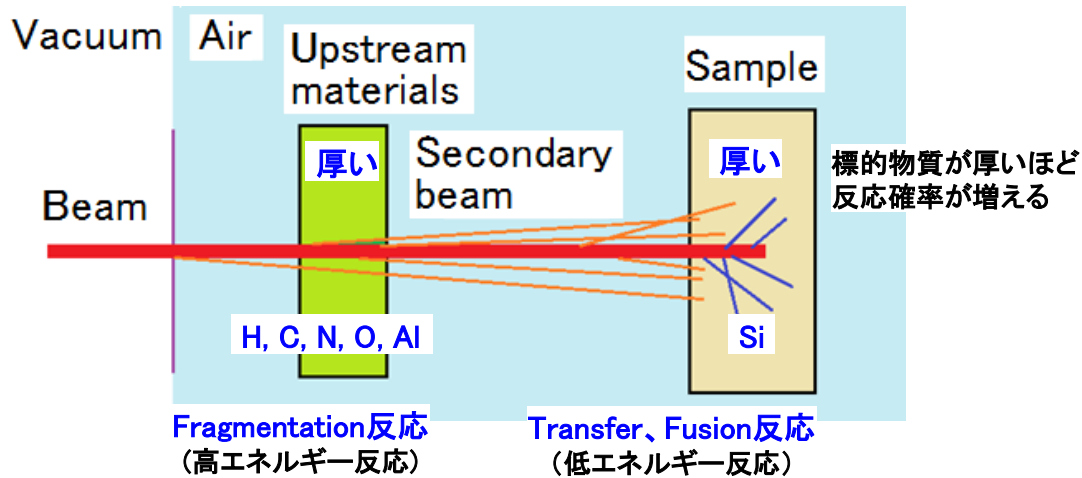 Vacuum
Air
Upstream
materials
Sample
厚い
Secondary
beam
厚い
標的物質が厚いほど
反応確率が増える
Beam
H, C, N, O, Al
Si
Fragmentation反応
（高エネルギー反応）
Transfer、Fusion反応
（低エネルギー反応）